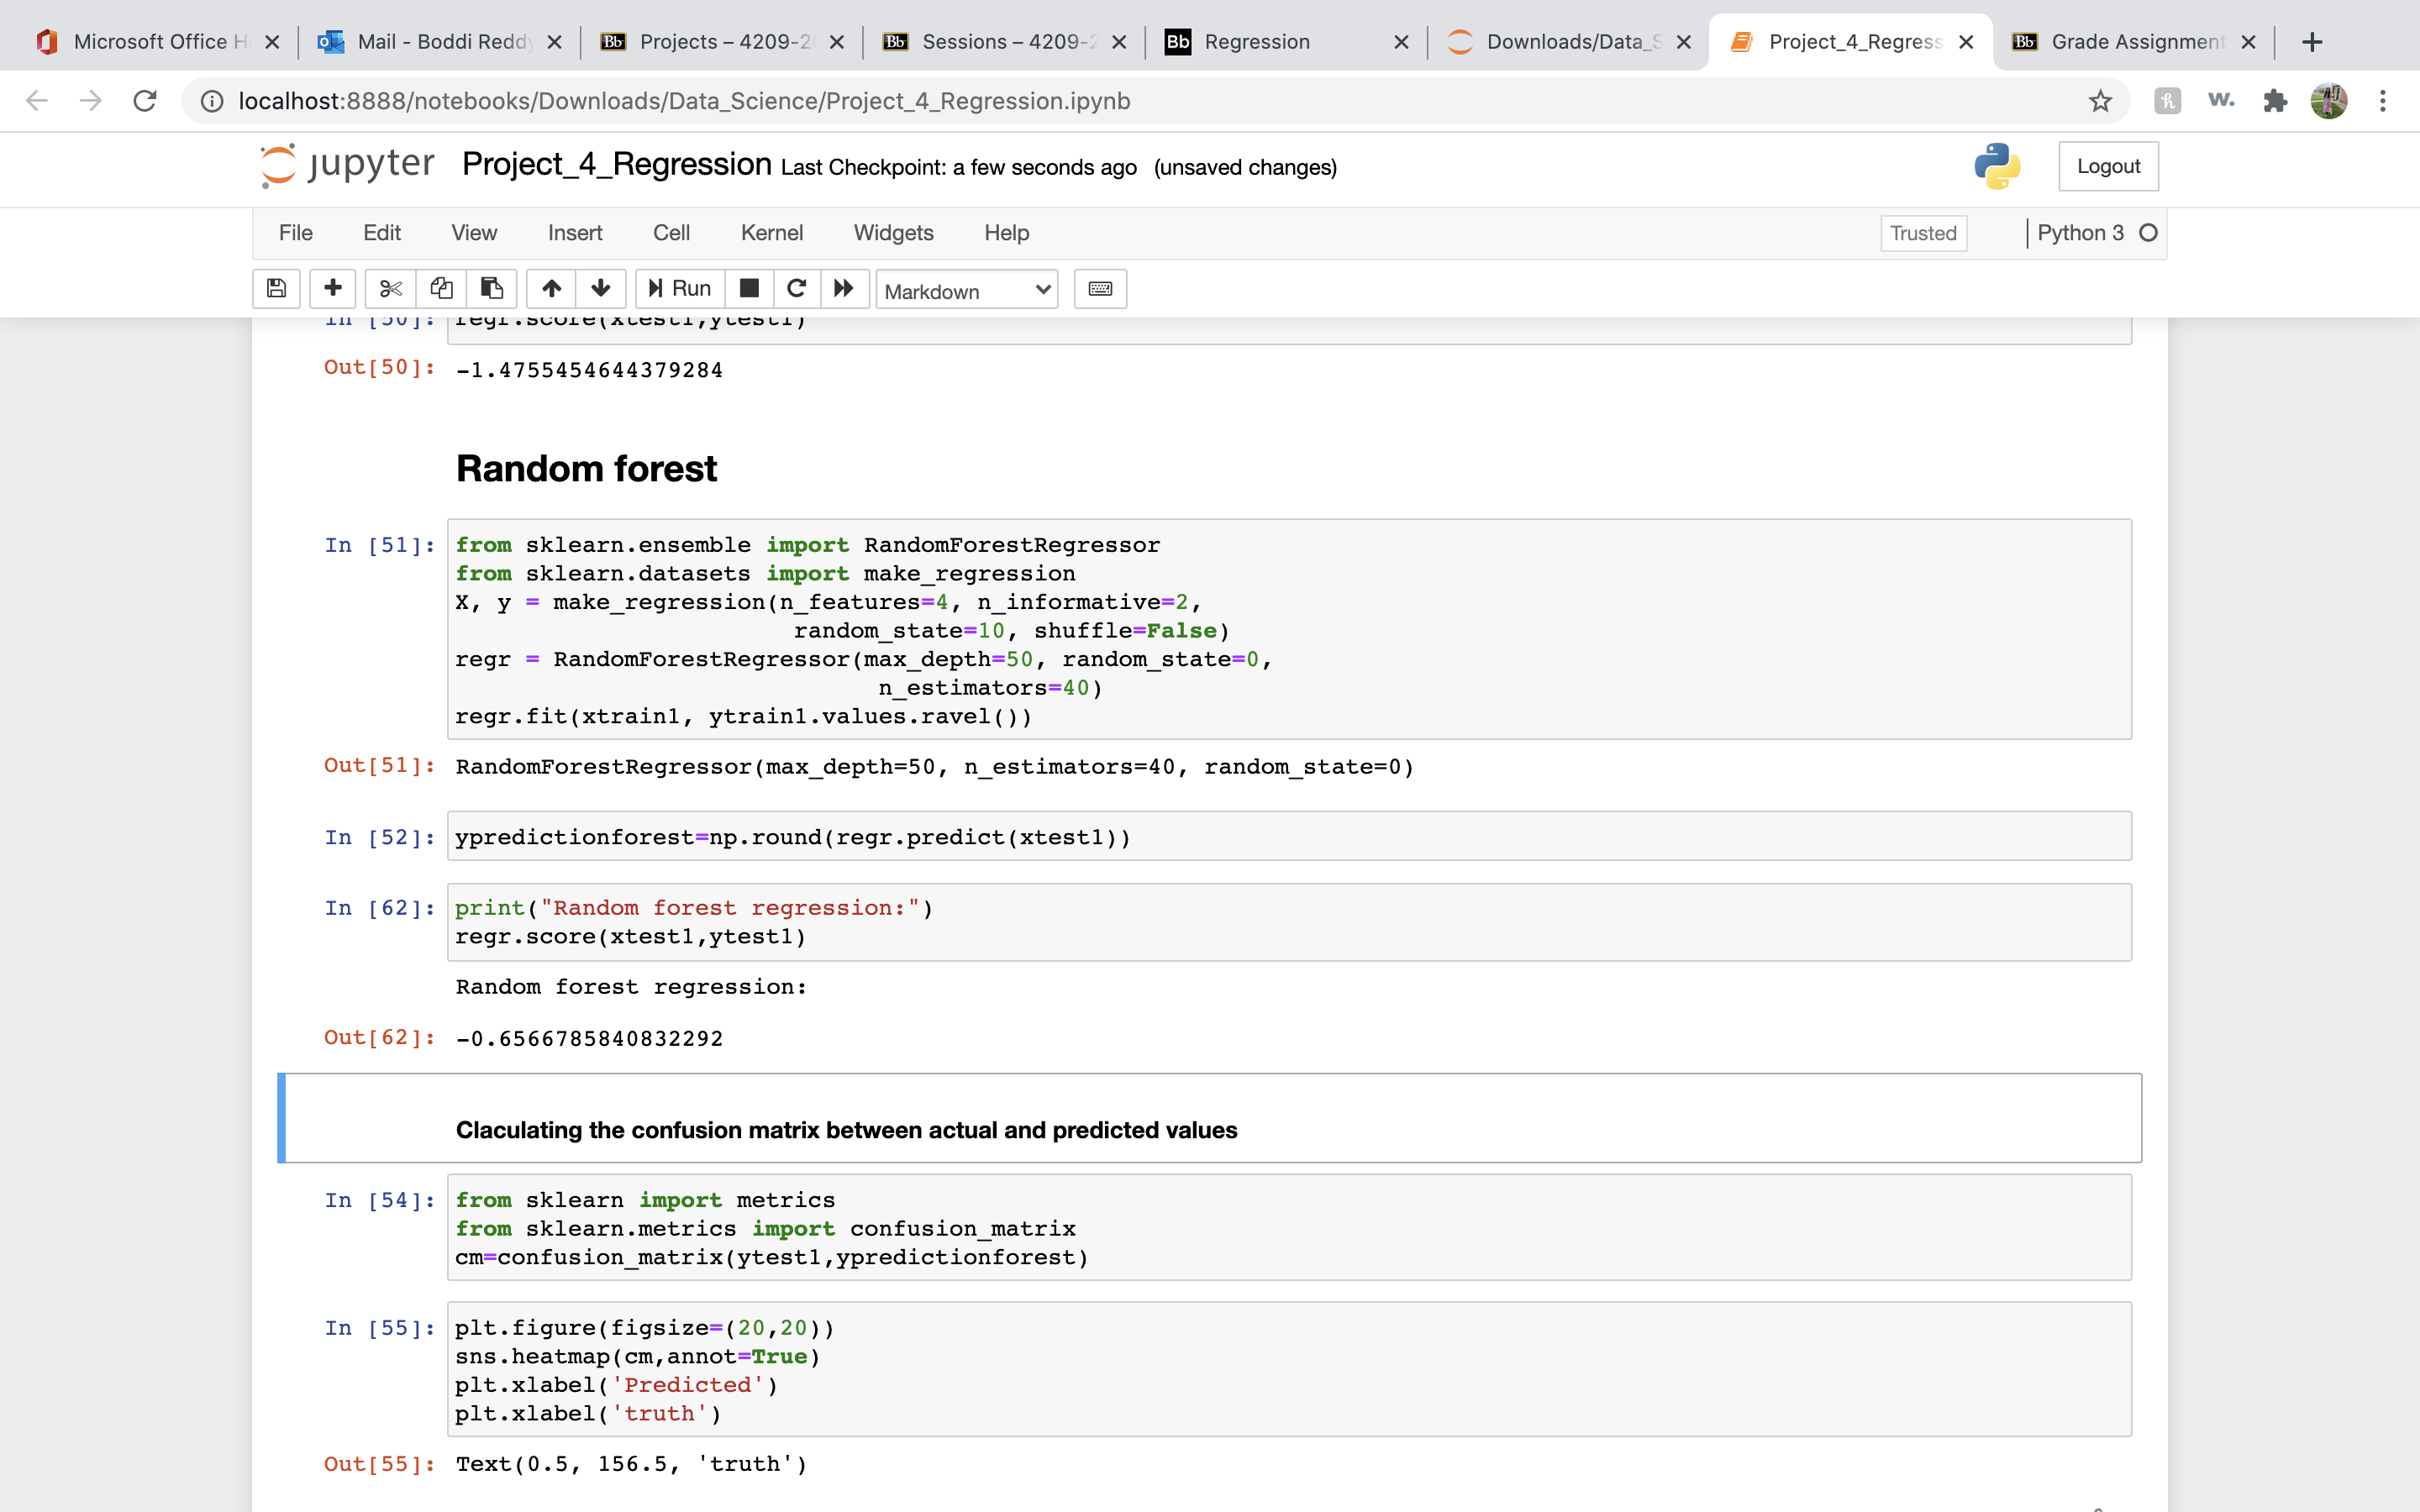 Microsoft Office H
Mail - Boddi Reddy
Bb Projects – 4209-2
Bb Sessions – 4209-2
Bb Regression
Downloads/Data_S
Project_4_Regress
Bb Grade Assignment
localhost:8888/notebooks/Downloads/Data_Science/Project_4_Regression.ipynb
w.
jupyter Project_4_Regression Last Checkpoint: a few seconds ago (unsaved changes)
Logout
File Edit View Insert Cell Kernel Widgets Help
Trusted
Python 3
Run
Markdown
In [50]: regr.score(xtest1,ytest1)
Out[50]: -1.4755454644379284
Random forest
In [51]: from sklearn.ensemble import RandomForestRegressor
from sklearn.datasets import make_regression
X, y = make_regression(n_features=4, n_informative=2,
random_state=10, shuffle=False)
regr = RandomForestRegressor(max_depth=50, random_state=0,
n_estimators=40)
regr.fit(xtrain1, ytrain1.values.ravel())
Out[51]: RandomForestRegressor(max_depth=50, n_estimators=40, random_state=0)
In [52]: ypredictionforest=np.round(regr.predict(xtest1))
In [62]: print("Random forest regression:")
regr.score(xtest1,ytest1)
Random forest regression:
Out[62]: -0.6566785840832292
Claculating the confusion matrix between actual and predicted values
In [54]: from sklearn import metrics
from sklearn.metrics import confusion_matrix
cm=confusion_matrix(ytest1,ypredictionforest)
In [55]: plt.figure(figsize=(20,20))
sns.heatmap(cm,annot=True)
plt.xlabel('Predicted')
plt.xlabel('truth')
Out[55]: Text(0.5, 156.5, 'truth')